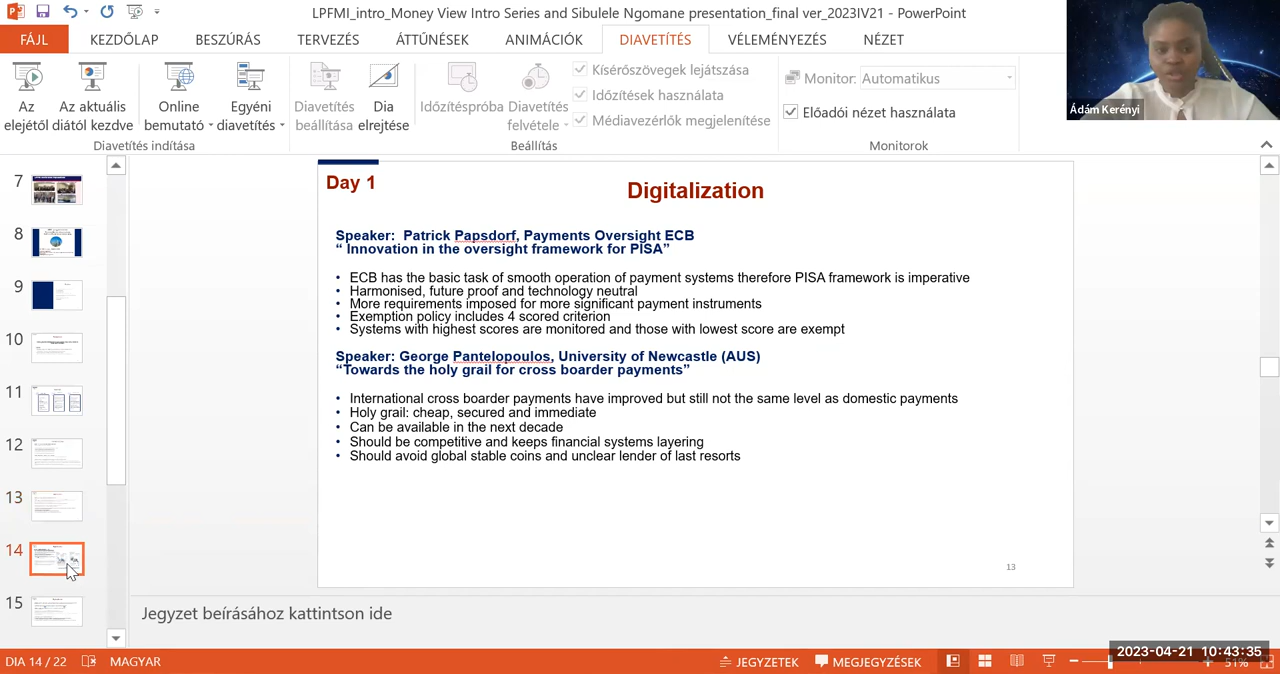 LPFMI_intro_Money View Intro Series and Sibulele Ngomane presentation_final ver_2023IV21 - PowerPoint
FÁJL KEZDŐLAP BESZÚRÁS TERVEZÉS ÁTTŰNÉSEK ANIMÁCIÓK DIAVETÍTÉS VÉLEMÉNYEZÉS NÉZET
Az elejétől
Az aktuális diától kezdve
Online bemutató
Egyéni diavetítés
Diavetítés indítása
Diavetítés beállítása
Dia elrejtése
Időzítéspróba
Diavetítés felvétele
Kísérőszövegek lejátszása
Időzítések használata
Médiavezérlők megjelenítése
Beállítás
Monitor: Automatikus
Előadói nézet használata
Monitorok
Ádám Kerényi
7
8
9
10
11
12
13
14
15
Day 1
Digitalization
Speaker: Patrick Papsdorf, Payments Oversight ECB
“ Innovation in the oversight framework for PISA”
• ECB has the basic task of smooth operation of payment systems therefore PISA framework is imperative
• Harmonised, future proof and technology neutral
• More requirements imposed for more significant payment instruments
• Exemption policy includes 4 scored criterion
• Systems with highest scores are monitored and those with lowest score are exempt
Speaker: George Pantelopoulos, University of Newcastle (AUS)
“Towards the holy grail for cross boarder payments”
• International cross boarder payments have improved but still not the same level as domestic payments
• Holy grail: cheap, secured and immediate
• Can be available in the next decade
• Should be competitive and keeps financial systems layering
• Should avoid global stable coins and unclear lender of last resorts
13
Jegyzet beírásához kattintson ide
DIA 14 / 22 MAGYAR JEGYZETEK MEGJEGYZÉSEK 51%
2023-04-21 10:43:35